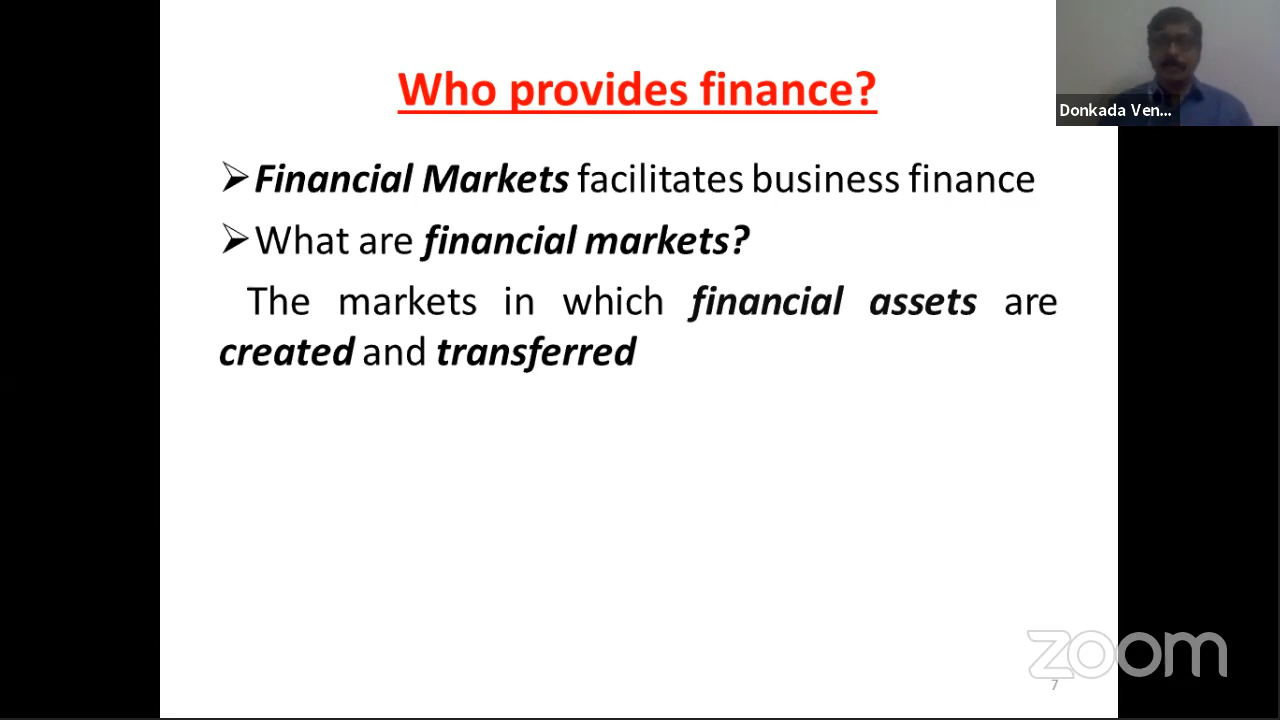 Who provides finance?
Donkada Ven...
➢Financial Markets facilitates business finance
➢What are financial markets?
The markets in which financial assets are
created and transferred
zoom
7